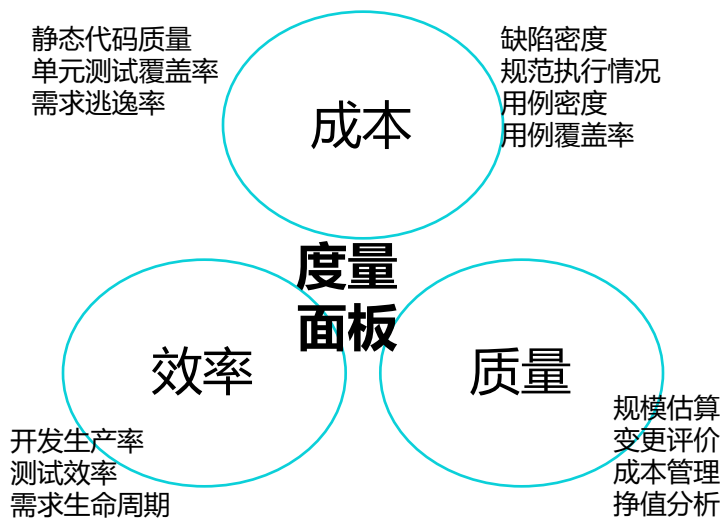 静态代码质量
单元测试覆盖率
需求逃逸率
缺陷密度
规范执行情况
用例密度
用例覆盖率
成本
度量
面板
效率
质量
开发生产率
测试效率
需求生命周期
规模估算
变更评价
成本管理
挣值分析